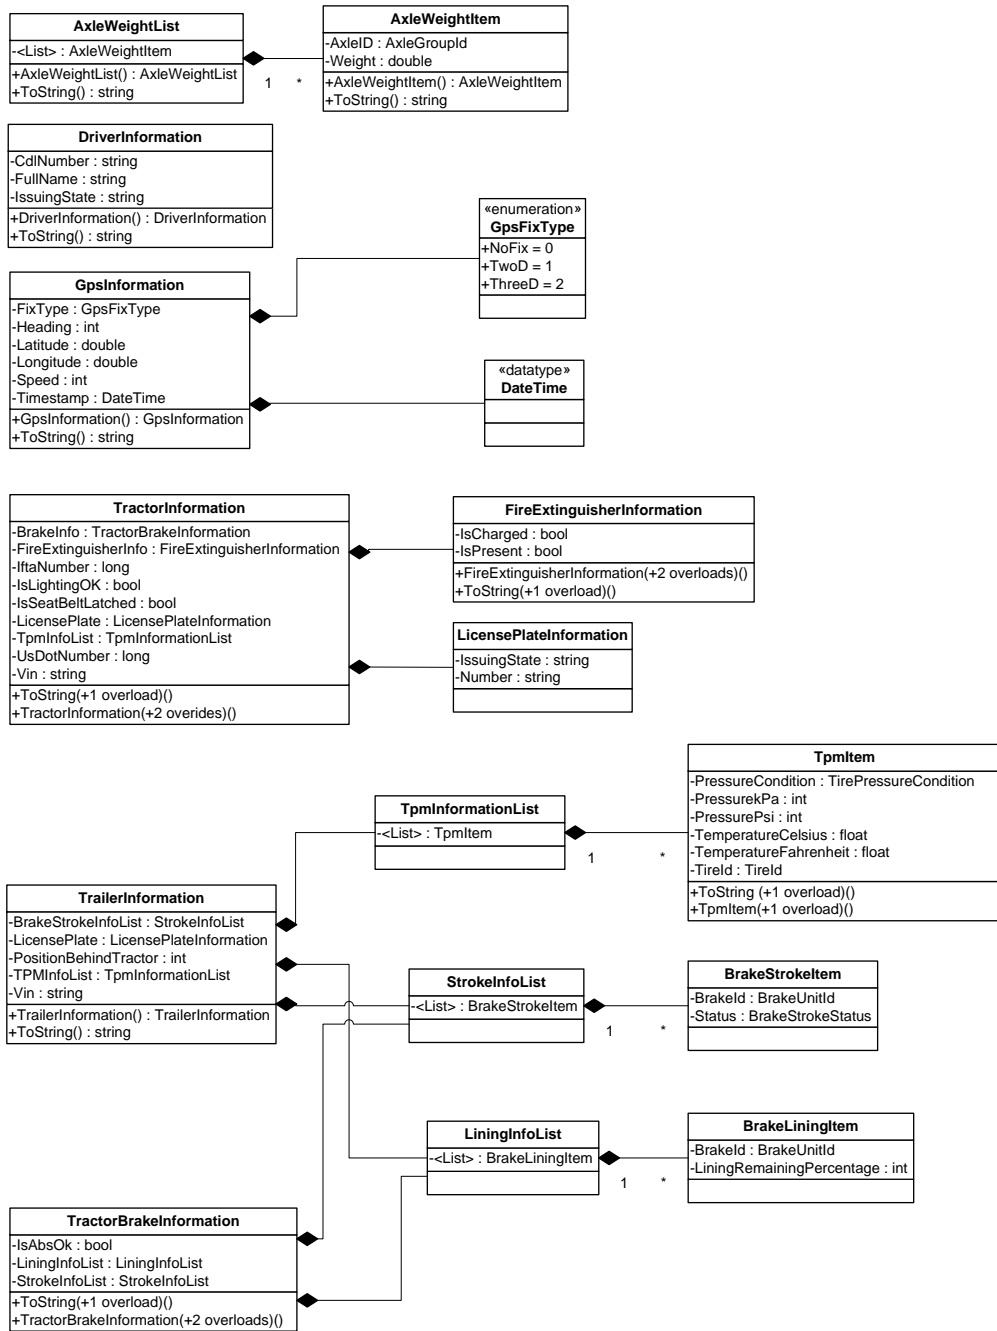 AxleWeightList
-<List> : AxleWeightItem
+AxleWeightList() : AxleWeightList
+ToString() : string
1
*
AxleWeightItem
-AxleID : AxleGroupId
-Weight : double
+AxleWeightItem() : AxleWeightItem
+ToString() : string
DriverInformation
-CdlNumber : string
-FullName : string
-IssuingState : string
+DriverInformation() : DriverInformation
+ToString() : string
«enumeration»
GpsFixType
+NoFix = 0
+TwoD = 1
+ThreeD = 2
GpsInformation
-FixType : GpsFixType
-Heading : int
-Latitude : double
-Longitude : double
-Speed : int
-Timestamp : DateTime
+GpsInformation() : GpsInformation
+ToString() : string
«datatype»
DateTime
TractorInformation
-BrakeInfo : TractorBrakeInformation
-FireExtinguisherInfo : FireExtinguisherInformation
-IftaNumber : long
-IsLightingOK : bool
-IsSeatBeltLatched : bool
-LicensePlate : LicensePlateInformation
-TpmInfoList : TpmInformationList
-UsDotNumber : long
-Vin : string
+ToString(+1 overload)()
+TractorInformation(+2 overides)()
FireExtinguisherInformation
-IsCharged : bool
-IsPresent : bool
+FireExtinguisherInformation(+2 overloads)()
+ToString(+1 overload)()
LicensePlateInformation
-IssuingState : string
-Number : string
TpmItem
-PressureCondition : TirePressureCondition
-PressurekPa : int
-PressurePsi : int
-TemperatureCelsius : float
-TemperatureFahrenheit : float
-TireId : TireId
+ToString (+1 overload)()
+TpmItem(+1 overload)()
TpmInformationList
-<List> : TpmItem
1
*
TrailerInformation
-BrakeStrokeInfoList : StrokeInfoList
-LicensePlate : LicensePlateInformation
-PositionBehindTractor : int
-TPMInfoList : TpmInformationList
-Vin : string
+TrailerInformation() : TrailerInformation
+ToString() : string
StrokeInfoList
-<List> : BrakeStrokeItem
1
*
BrakeStrokeItem
-BrakeId : BrakeUnitId
-Status : BrakeStrokeStatus
LiningInfoList
-<List> : BrakeLiningItem
1
*
BrakeLiningItem
-BrakeId : BrakeUnitId
-LiningRemainingPercentage : int
TractorBrakeInformation
-IsAbsOk : bool
-LiningInfoList : LiningInfoList
-StrokeInfoList : StrokeInfoList
+ToString(+1 overload)()
+TractorBrakeInformation(+2 overloads)()